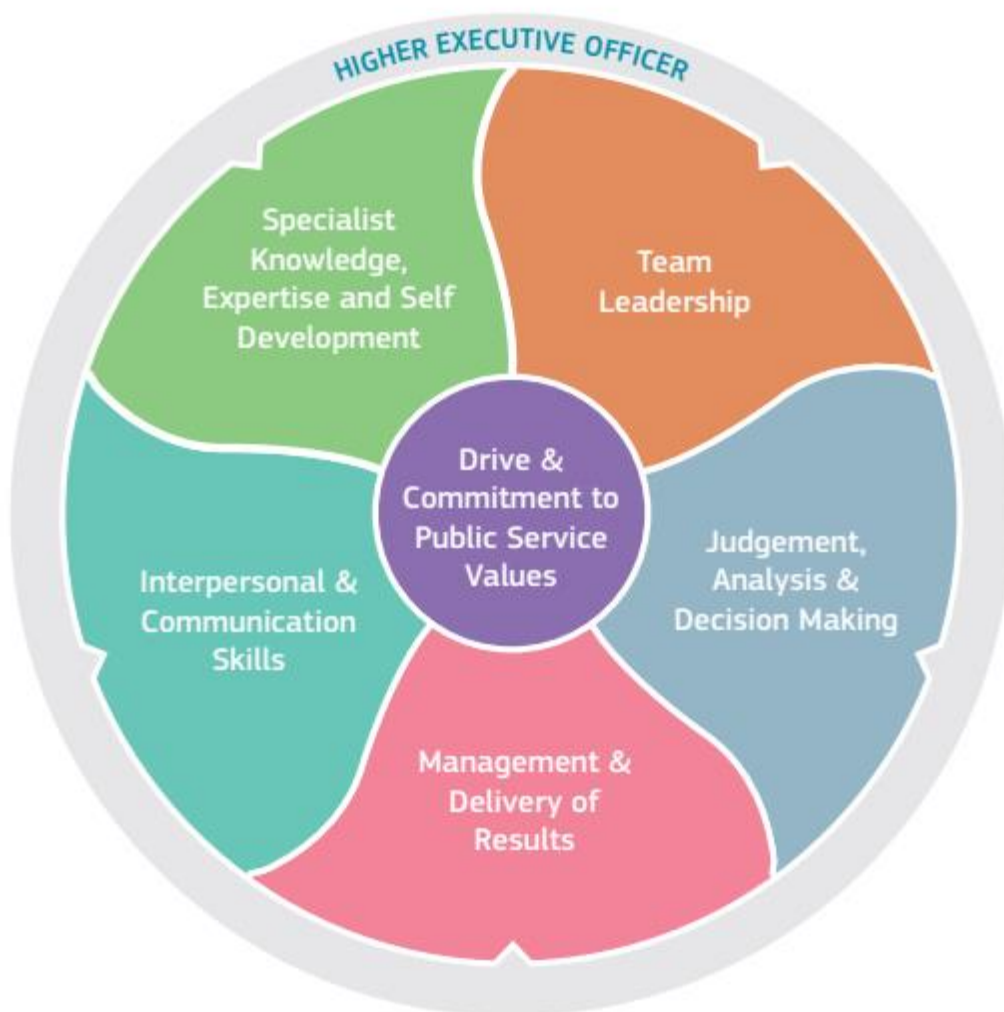 HIGHER EXECUTIVE OFFICER
Specialist
Knowledge,
Expertise and Self
Development
Team
Leadership
Drive &
Commitment to
Public Service
Values
Judgement,
Analysis &
Decision Making
Interpersonal &
Communication
Skills
Management &
Delivery of
Results